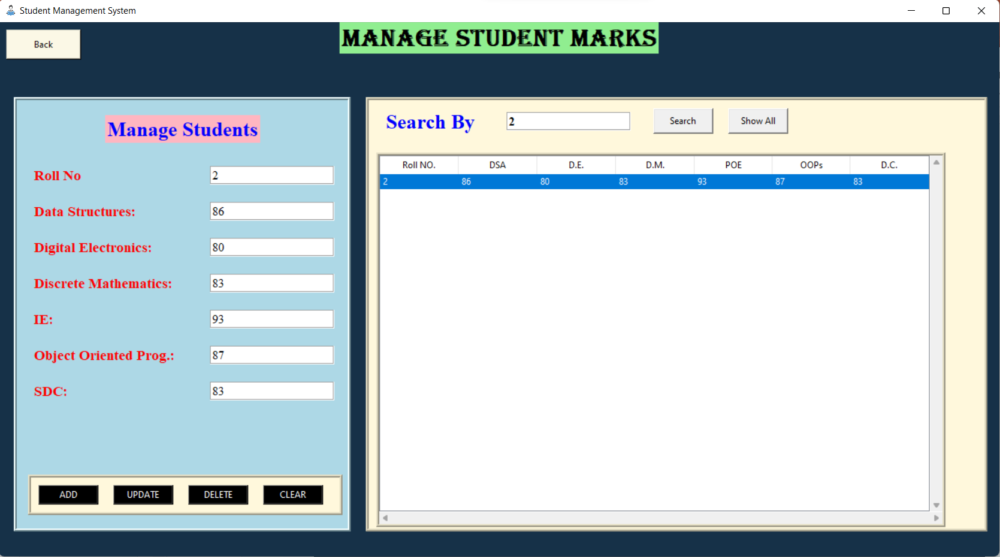 Student Management System
Back
MANAGE STUDENT MARKS
Manage Students
Roll No 2
Data Structures: 86
Digital Electronics: 80
Discrete Mathematics: 83
IE: 93
Object Oriented Prog.: 87
SDC: 83
ADD UPDATE DELETE CLEAR
Search By 2 Search Show All
Roll NO. DSA D.E. D.M. POE OOPs D.C.
2 86 80 83 93 87 83